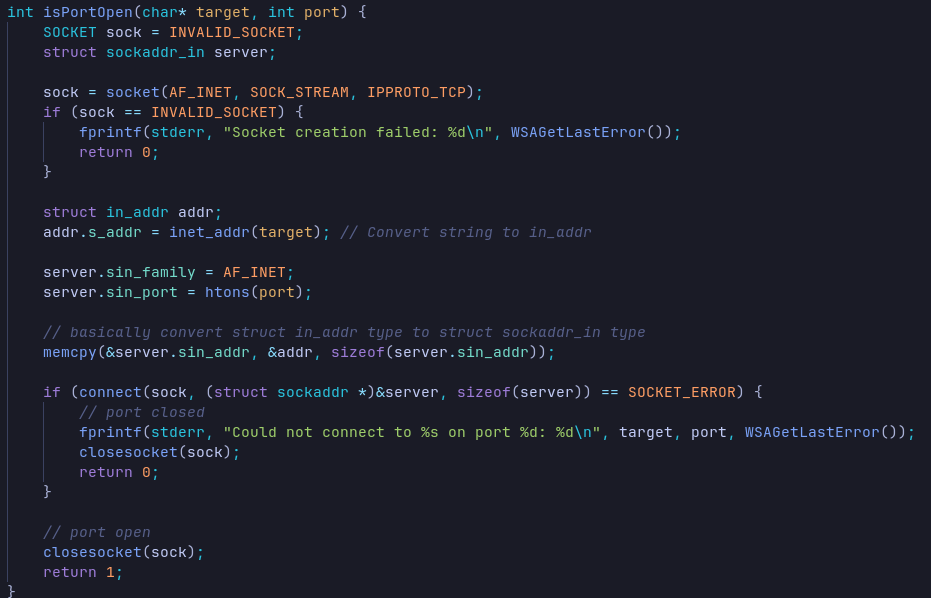 int isPortOpen(char* target, int port) {
    SOCKET sock = INVALID_SOCKET;
    struct sockaddr_in server;

    sock = socket(AF_INET, SOCK_STREAM, IPPROTO_TCP);
    if (sock == INVALID_SOCKET) {
        fprintf(stderr, "Socket creation failed: %d\n", WSAGetLastError());
        return 0;
    }

    struct in_addr addr;
    addr.s_addr = inet_addr(target); // Convert string to in_addr

    server.sin_family = AF_INET;
    server.sin_port = htons(port);

    // basically convert struct in_addr type to struct sockaddr_in type
    memcpy(&server.sin_addr, &addr, sizeof(server.sin_addr));

    if (connect(sock, (struct sockaddr *)&server, sizeof(server)) == SOCKET_ERROR) {
        // port closed
        fprintf(stderr, "Could not connect to %s on port %d: %d\n", target, port, WSAGetLastError());
        closesocket(sock);
        return 0;
    }

    // port open
    closesocket(sock);
    return 1;
}